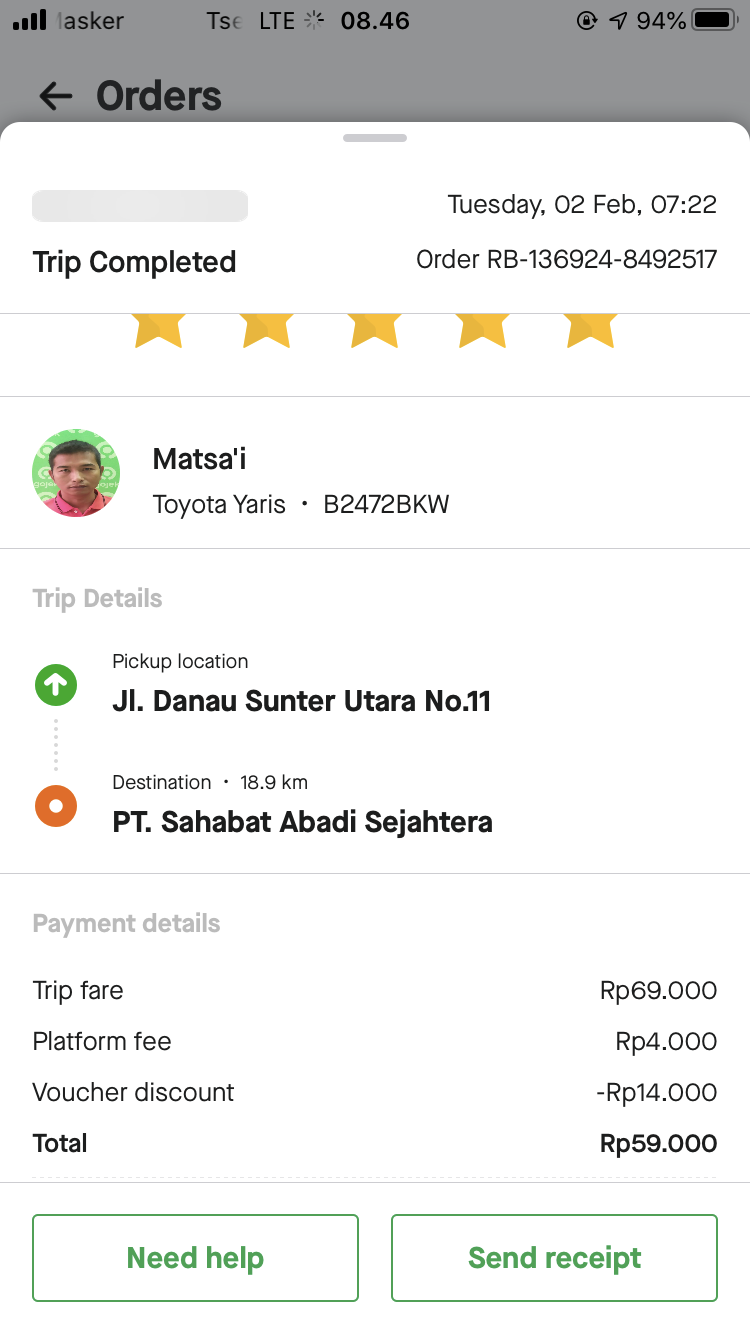 asker Tse LTE 08.46 94%
Orders
Tuesday, 02 Feb, 07:22
Trip Completed Order RB-136924-8492517
Matsa'i
Toyota Yaris • B2472BKW
Trip Details
Pickup location
Jl. Danau Sunter Utara No.11
Destination • 18.9 km
PT. Sahabat Abadi Sejahtera
Payment details
Trip fare Rp69.000
Platform fee Rp4.000
Voucher discount -Rp14.000
Total Rp59.000
Need help Send receipt